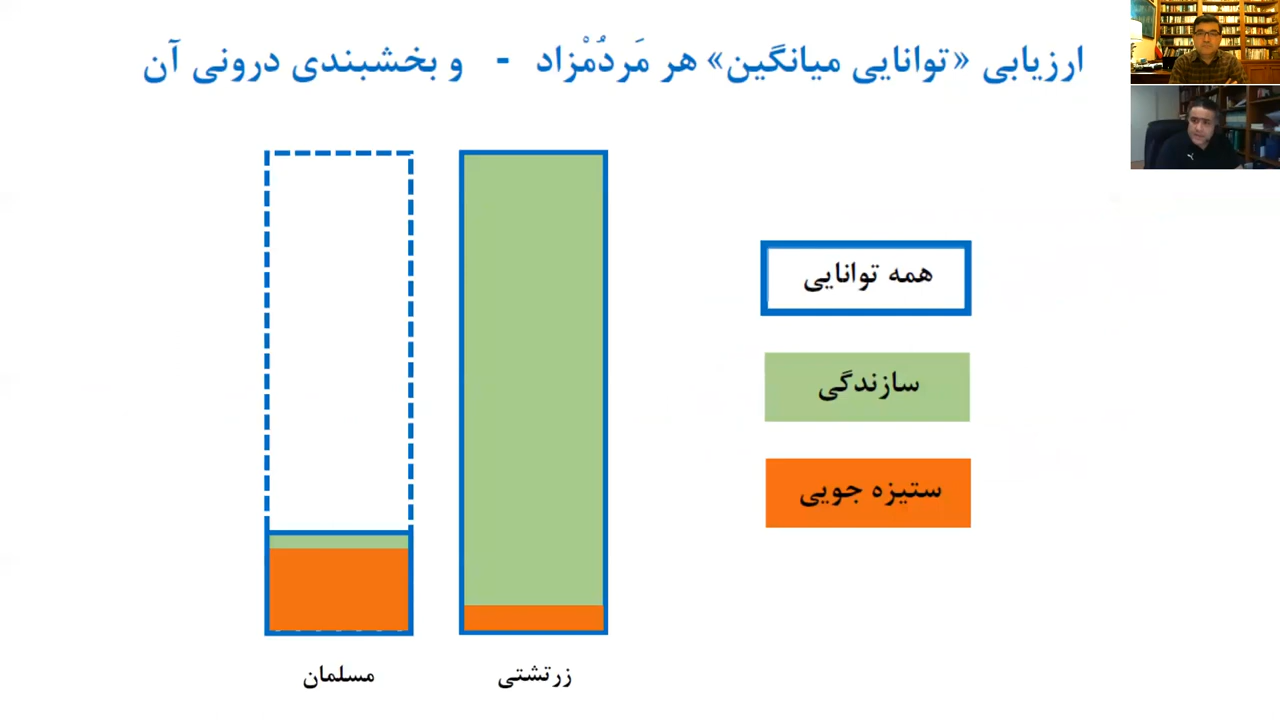 ارزیابی «توانایی میانگین» هر مَردُمْزاد - و بخشبندی درونی آن
همه توانایی
سازندگی
ستیزه جویی
زرتشتی
مسلمان